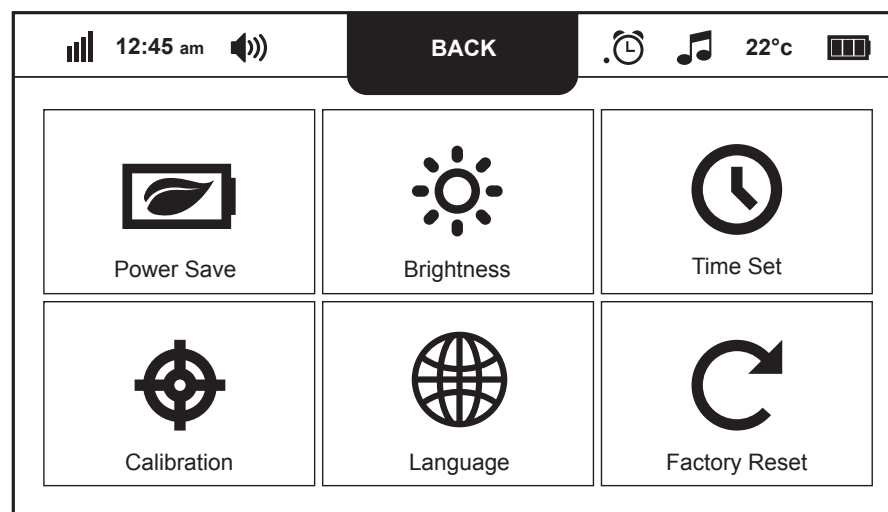 12:45 am BACK 22°c
Power Save Brightness Time Set
Calibration Language Factory Reset